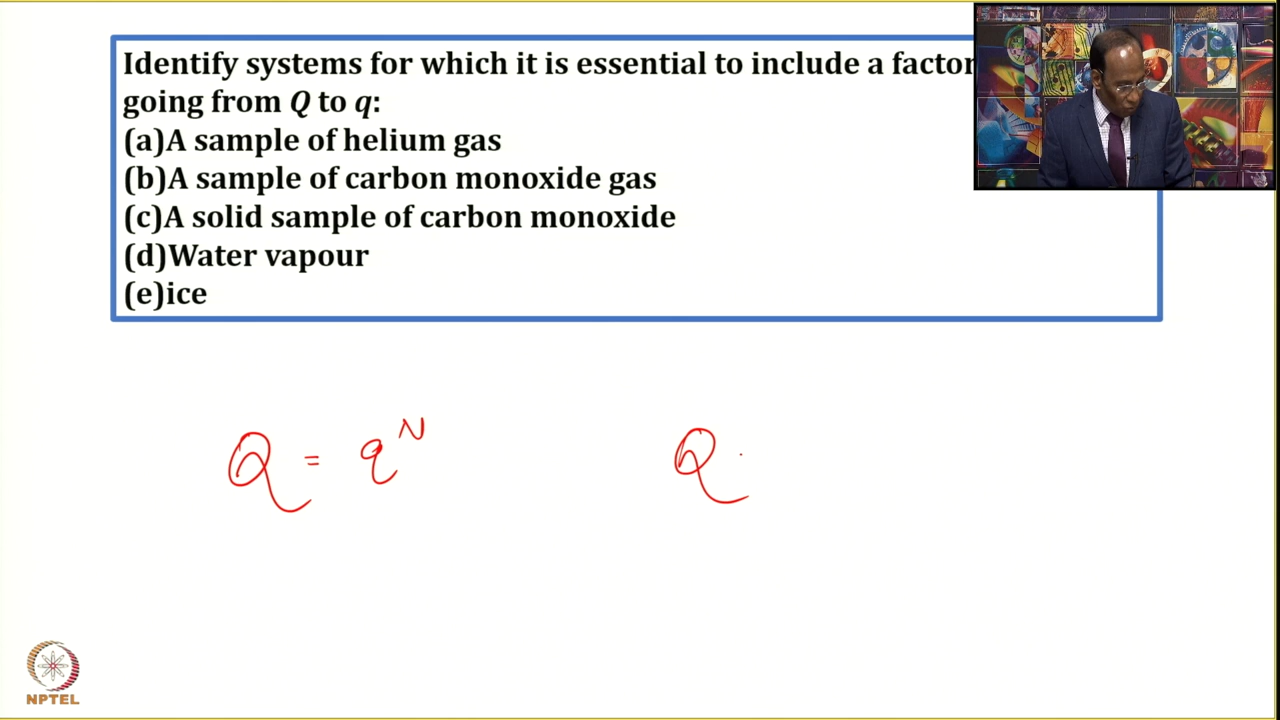 Identify systems for which it is essential to include a factor
going from Q to q:
(a)A sample of helium gas
(b)A sample of carbon monoxide gas
(c)A solid sample of carbon monoxide
(d)Water vapour
(e)ice
Q = q^N Q
NPTEL